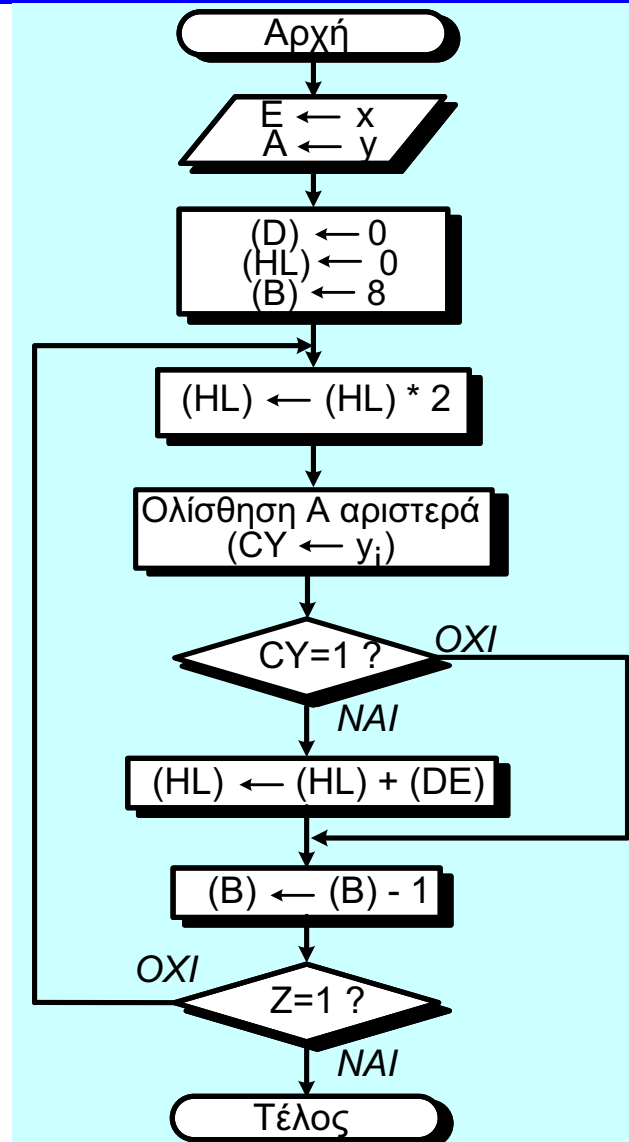 Αρχή
E ← x
A ← y
(D) ← 0
(HL) ← 0
(B) ← 8
(HL) ← (HL) * 2
Ολίσθηση A αριστερά
(CY ← yᵢ)
CY=1 ?
ΟΧΙ
ΝΑΙ
(HL) ← (HL) + (DE)
(B) ← (B) - 1
ΟΧΙ
Z=1 ?
ΝΑΙ
Τέλος